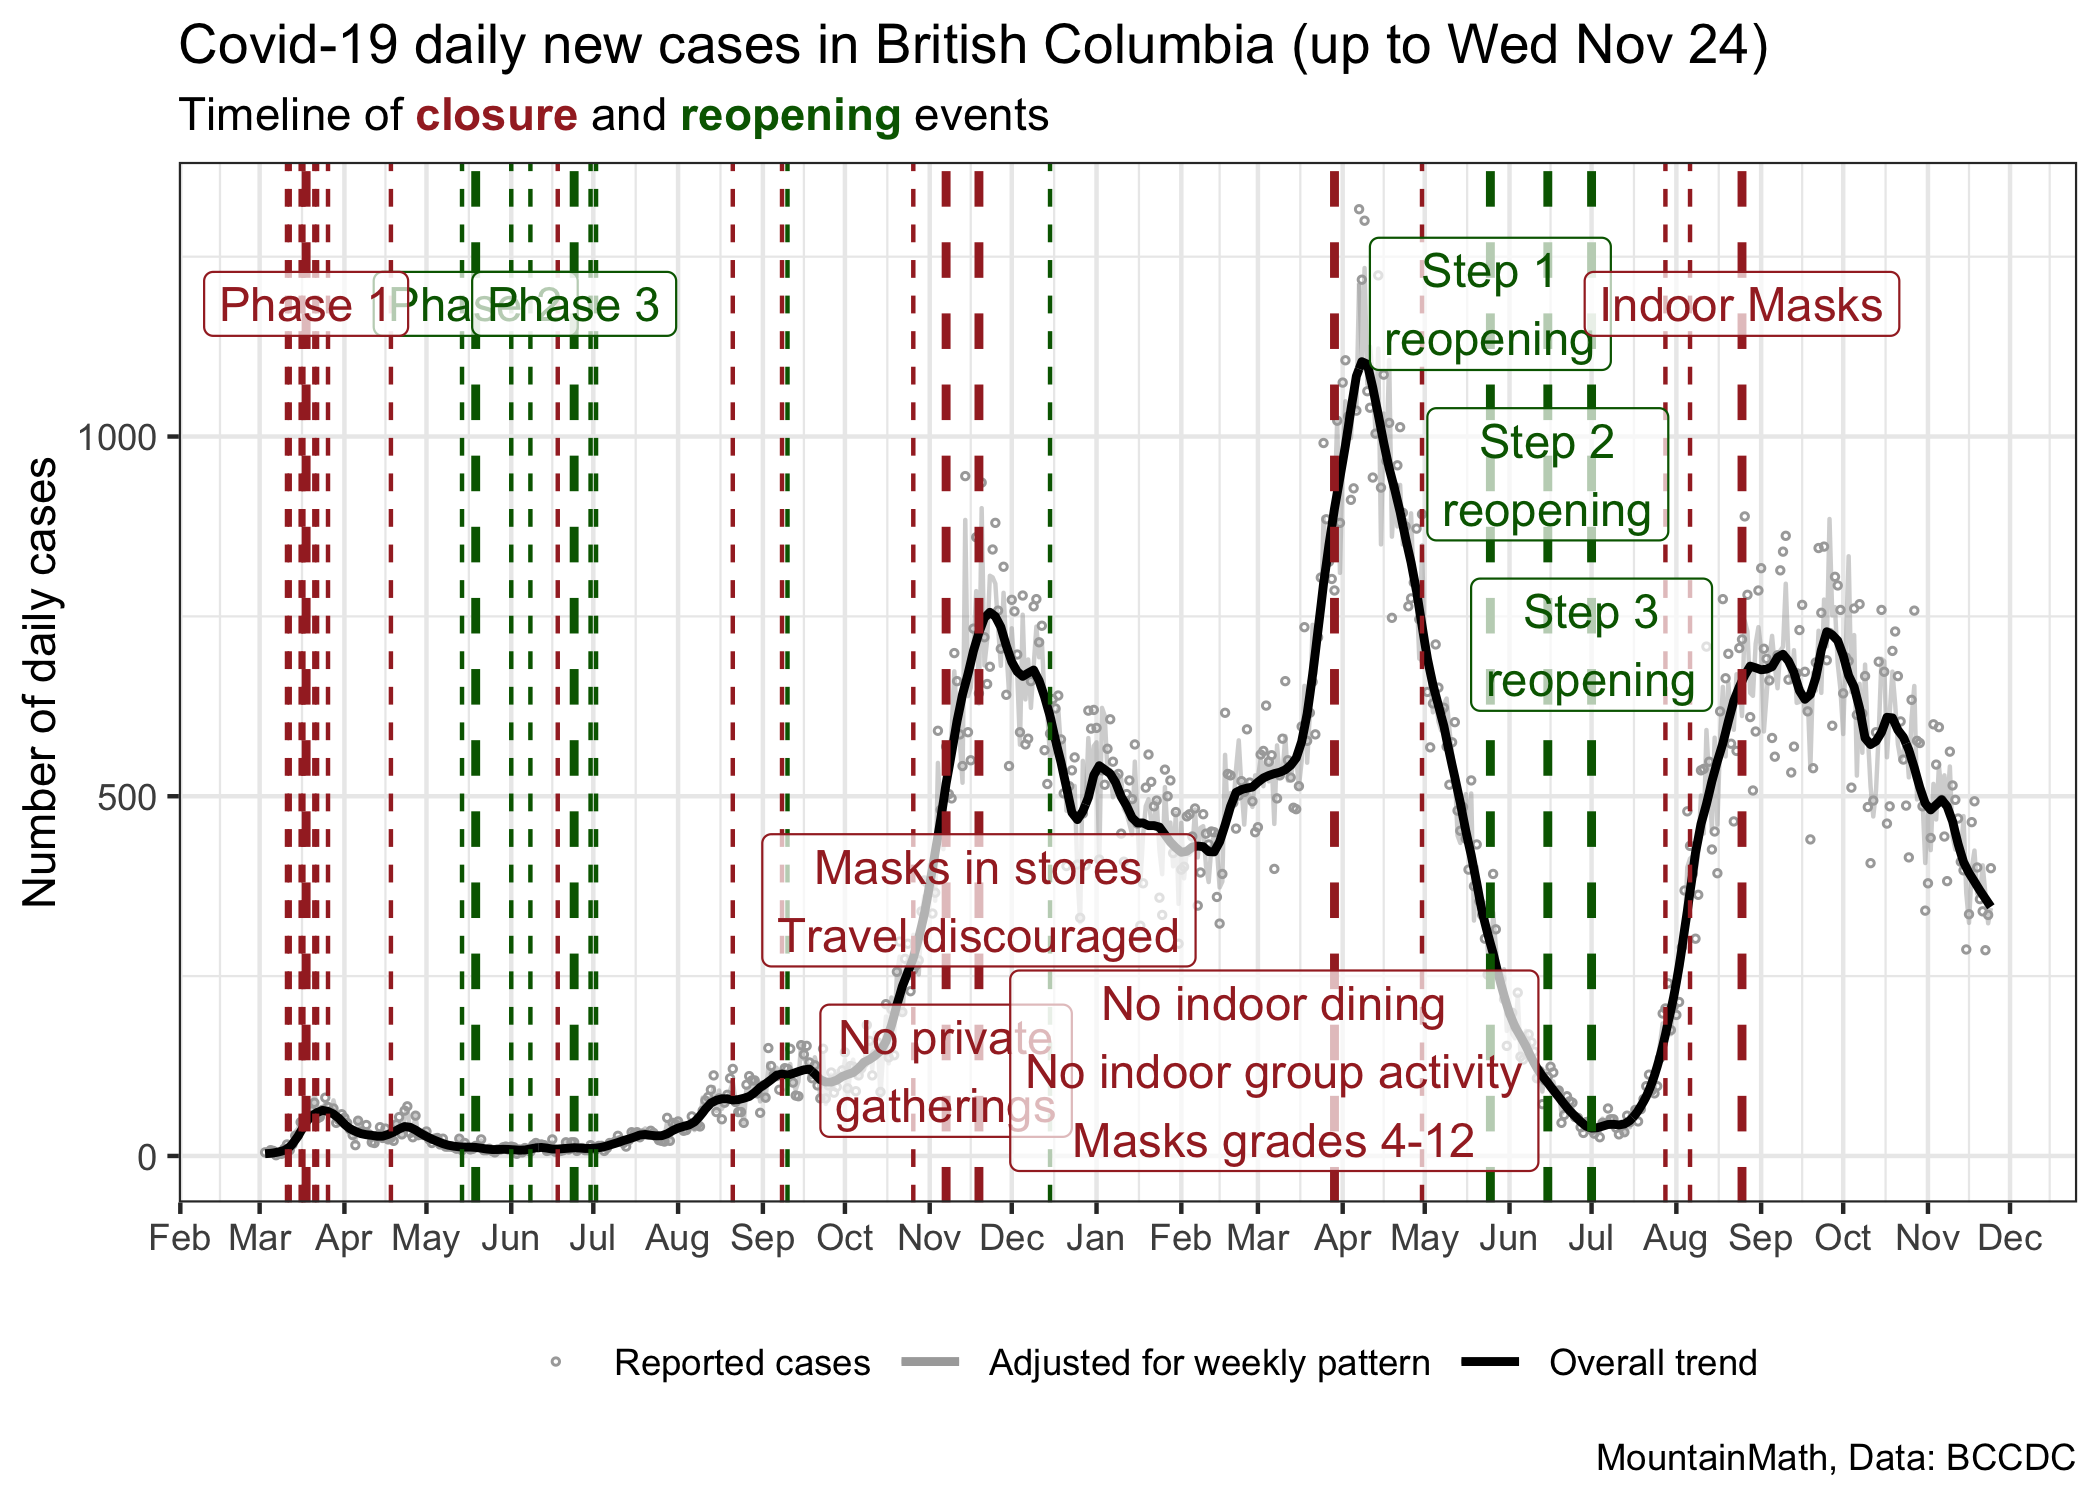 Covid-19 daily new cases in British Columbia (up to Wed Nov 24)
Timeline of closure and reopening events
Number of daily cases
1000
500
0
Phase 1
Phase 2
Phase 3
Step 1
reopening
Indoor Masks
Step 2
reopening
Step 3
reopening
Masks in stores
Travel discouraged
No private
gatherings
No indoor dining
No indoor group activity
Masks grades 4-12
Feb Mar Apr May Jun Jul Aug Sep Oct Nov Dec Jan Feb Mar Apr May Jun Jul Aug Sep Oct Nov Dec
Reported cases Adjusted for weekly pattern Overall trend
MountainMath, Data: BCCDC